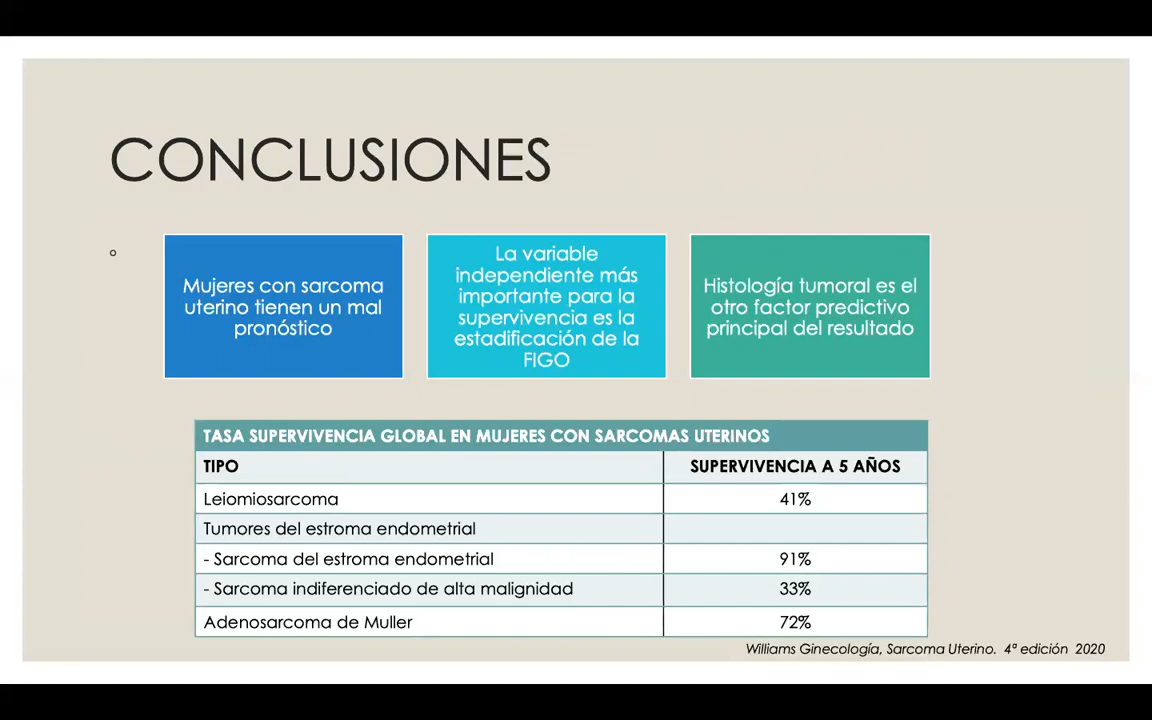 CONCLUSIONES
Mujeres con sarcoma
uterino tienen un mal
pronóstico
La variable
independiente más
importante para la
supervivencia es la
estadificación de la
FIGO
Histología tumoral es el
otro factor predictivo
principal del resultado
TASA SUPERVIVENCIA GLOBAL EN MUJERES CON SARCOMAS UTERINOS
TIPO SUPERVIVENCIA A 5 AÑOS
Leiomiosarcoma 41%
Tumores del estroma endometrial
- Sarcoma del estroma endometrial 91%
- Sarcoma indiferenciado de alta malignidad 33%
Adenosarcoma de Muller 72%
Williams Ginecología, Sarcoma Uterino. 4ª edición 2020